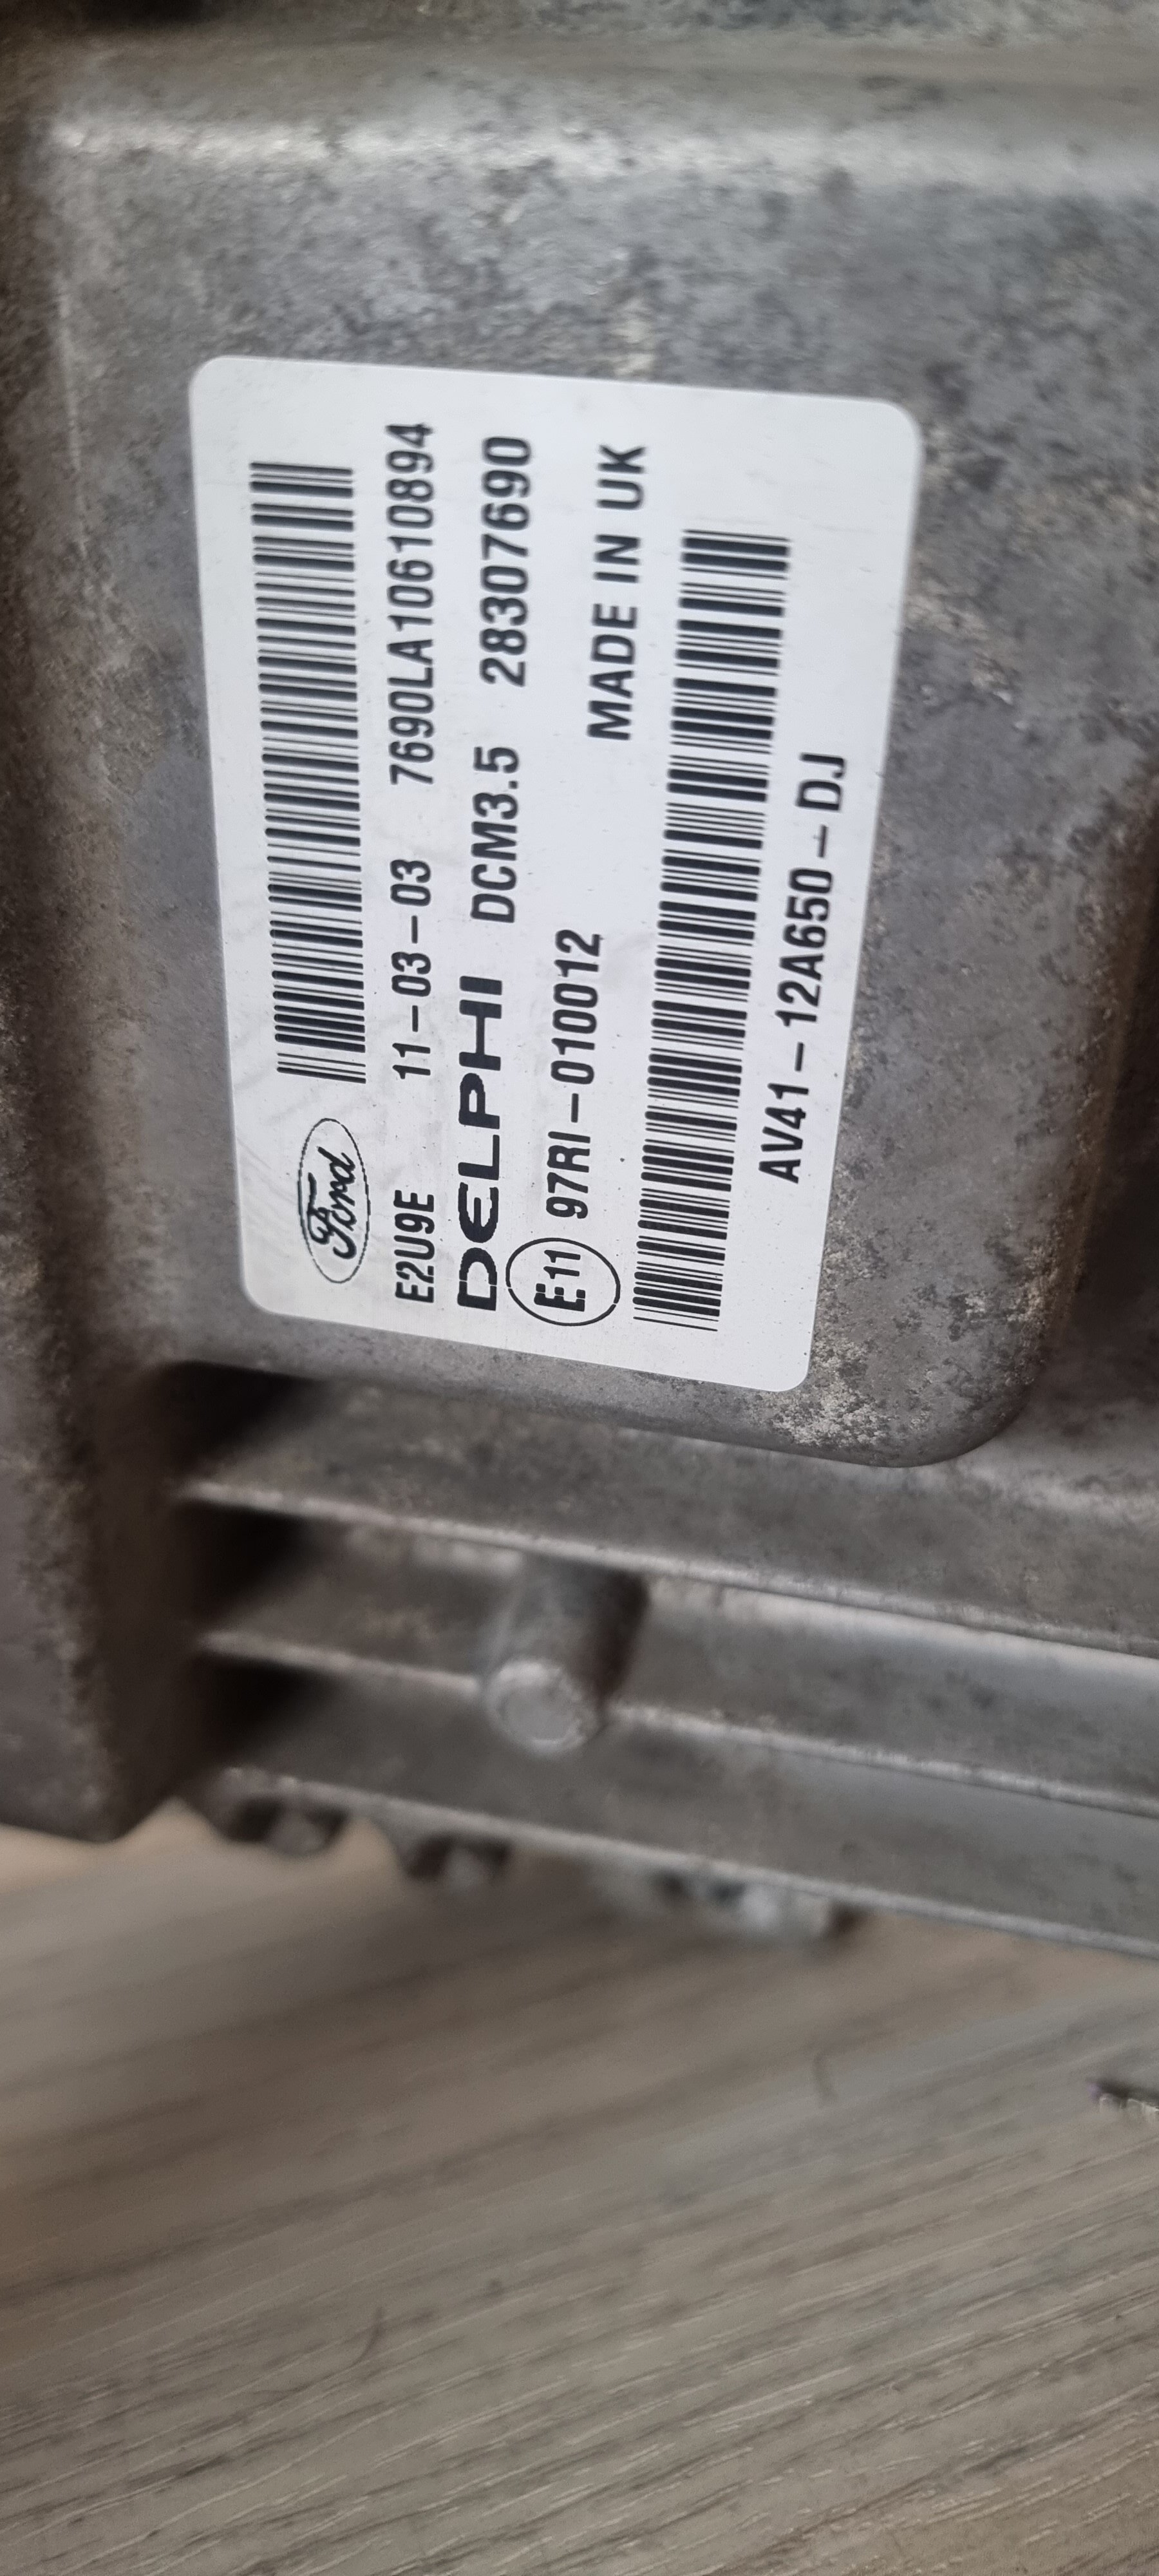 Ford
E2U9E 11-03-03 7690LA10610894
DELPHI DCM3.5 28307690
E11 97RI-010012 MADE IN UK
AV41-12A650-DJ